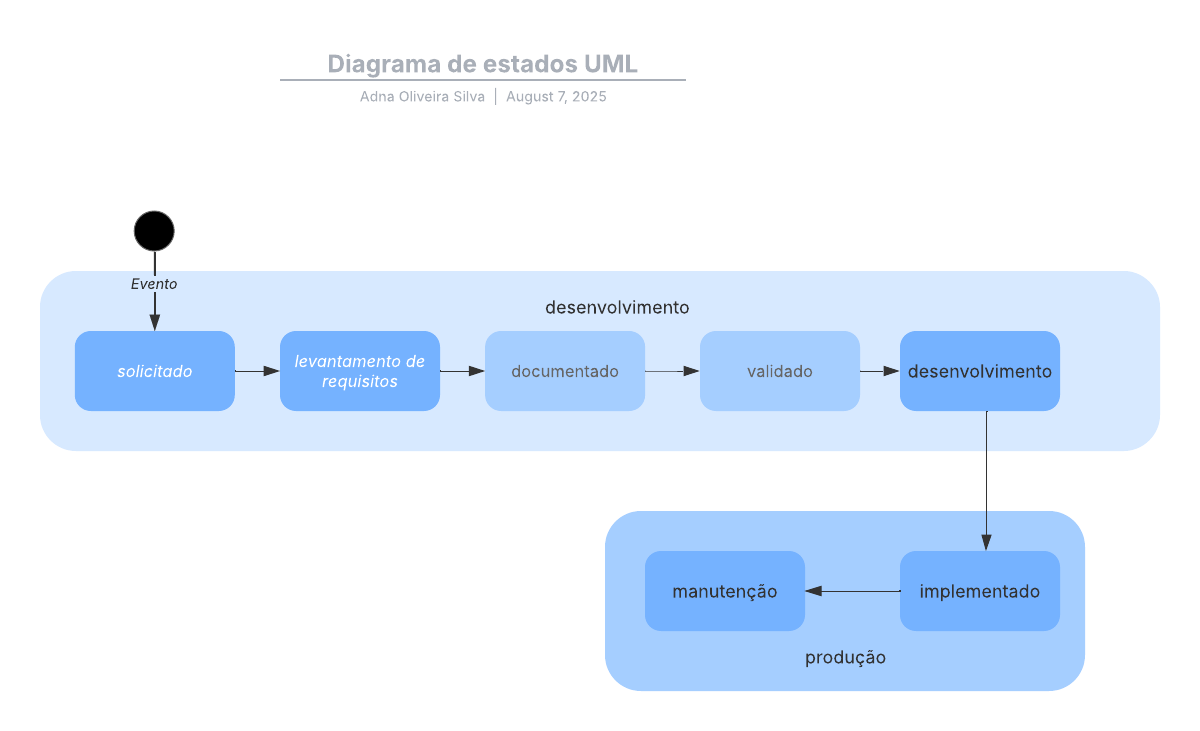 Diagrama de estados UML
Adna Oliveira Silva | August 7, 2025
Evento
desenvolvimento
solicitado
levantamento de
requisitos
documentado
validado
desenvolvimento
manutenção
implementado
produção